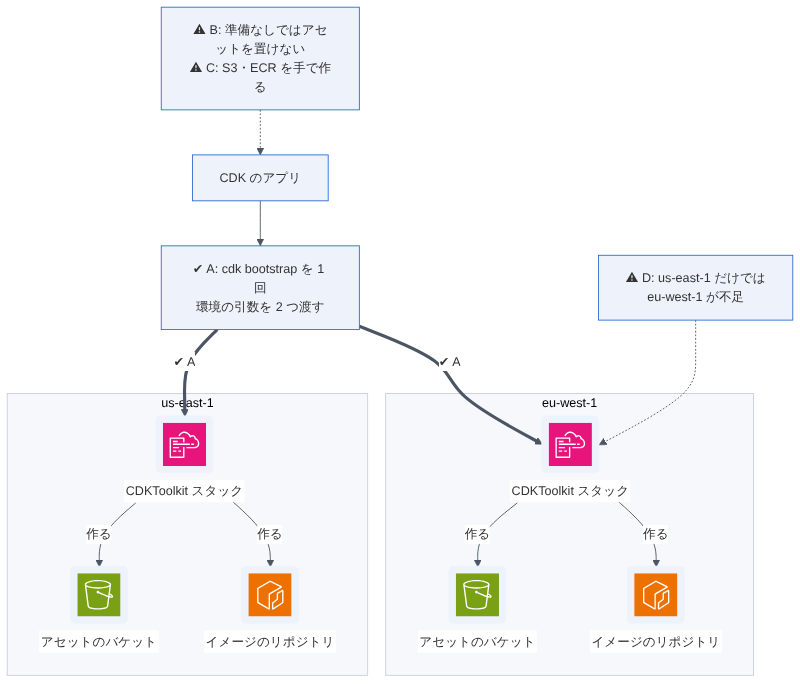 ⚠ B: 準備なしではアセ
ットを置けない
⚠ C: S3・ECR を手で作
る
CDK のアプリ
✔ A: cdk bootstrap を 1
回
環境の引数を 2 つ渡す
⚠ D: us-east-1 だけでは
eu-west-1 が不足
✔ A
✔ A
us-east-1
eu-west-1
CDKToolkit スタック
CDKToolkit スタック
作る
作る
作る
作る
アセットのバケット
イメージのリポジトリ
アセットのバケット
イメージのリポジトリ